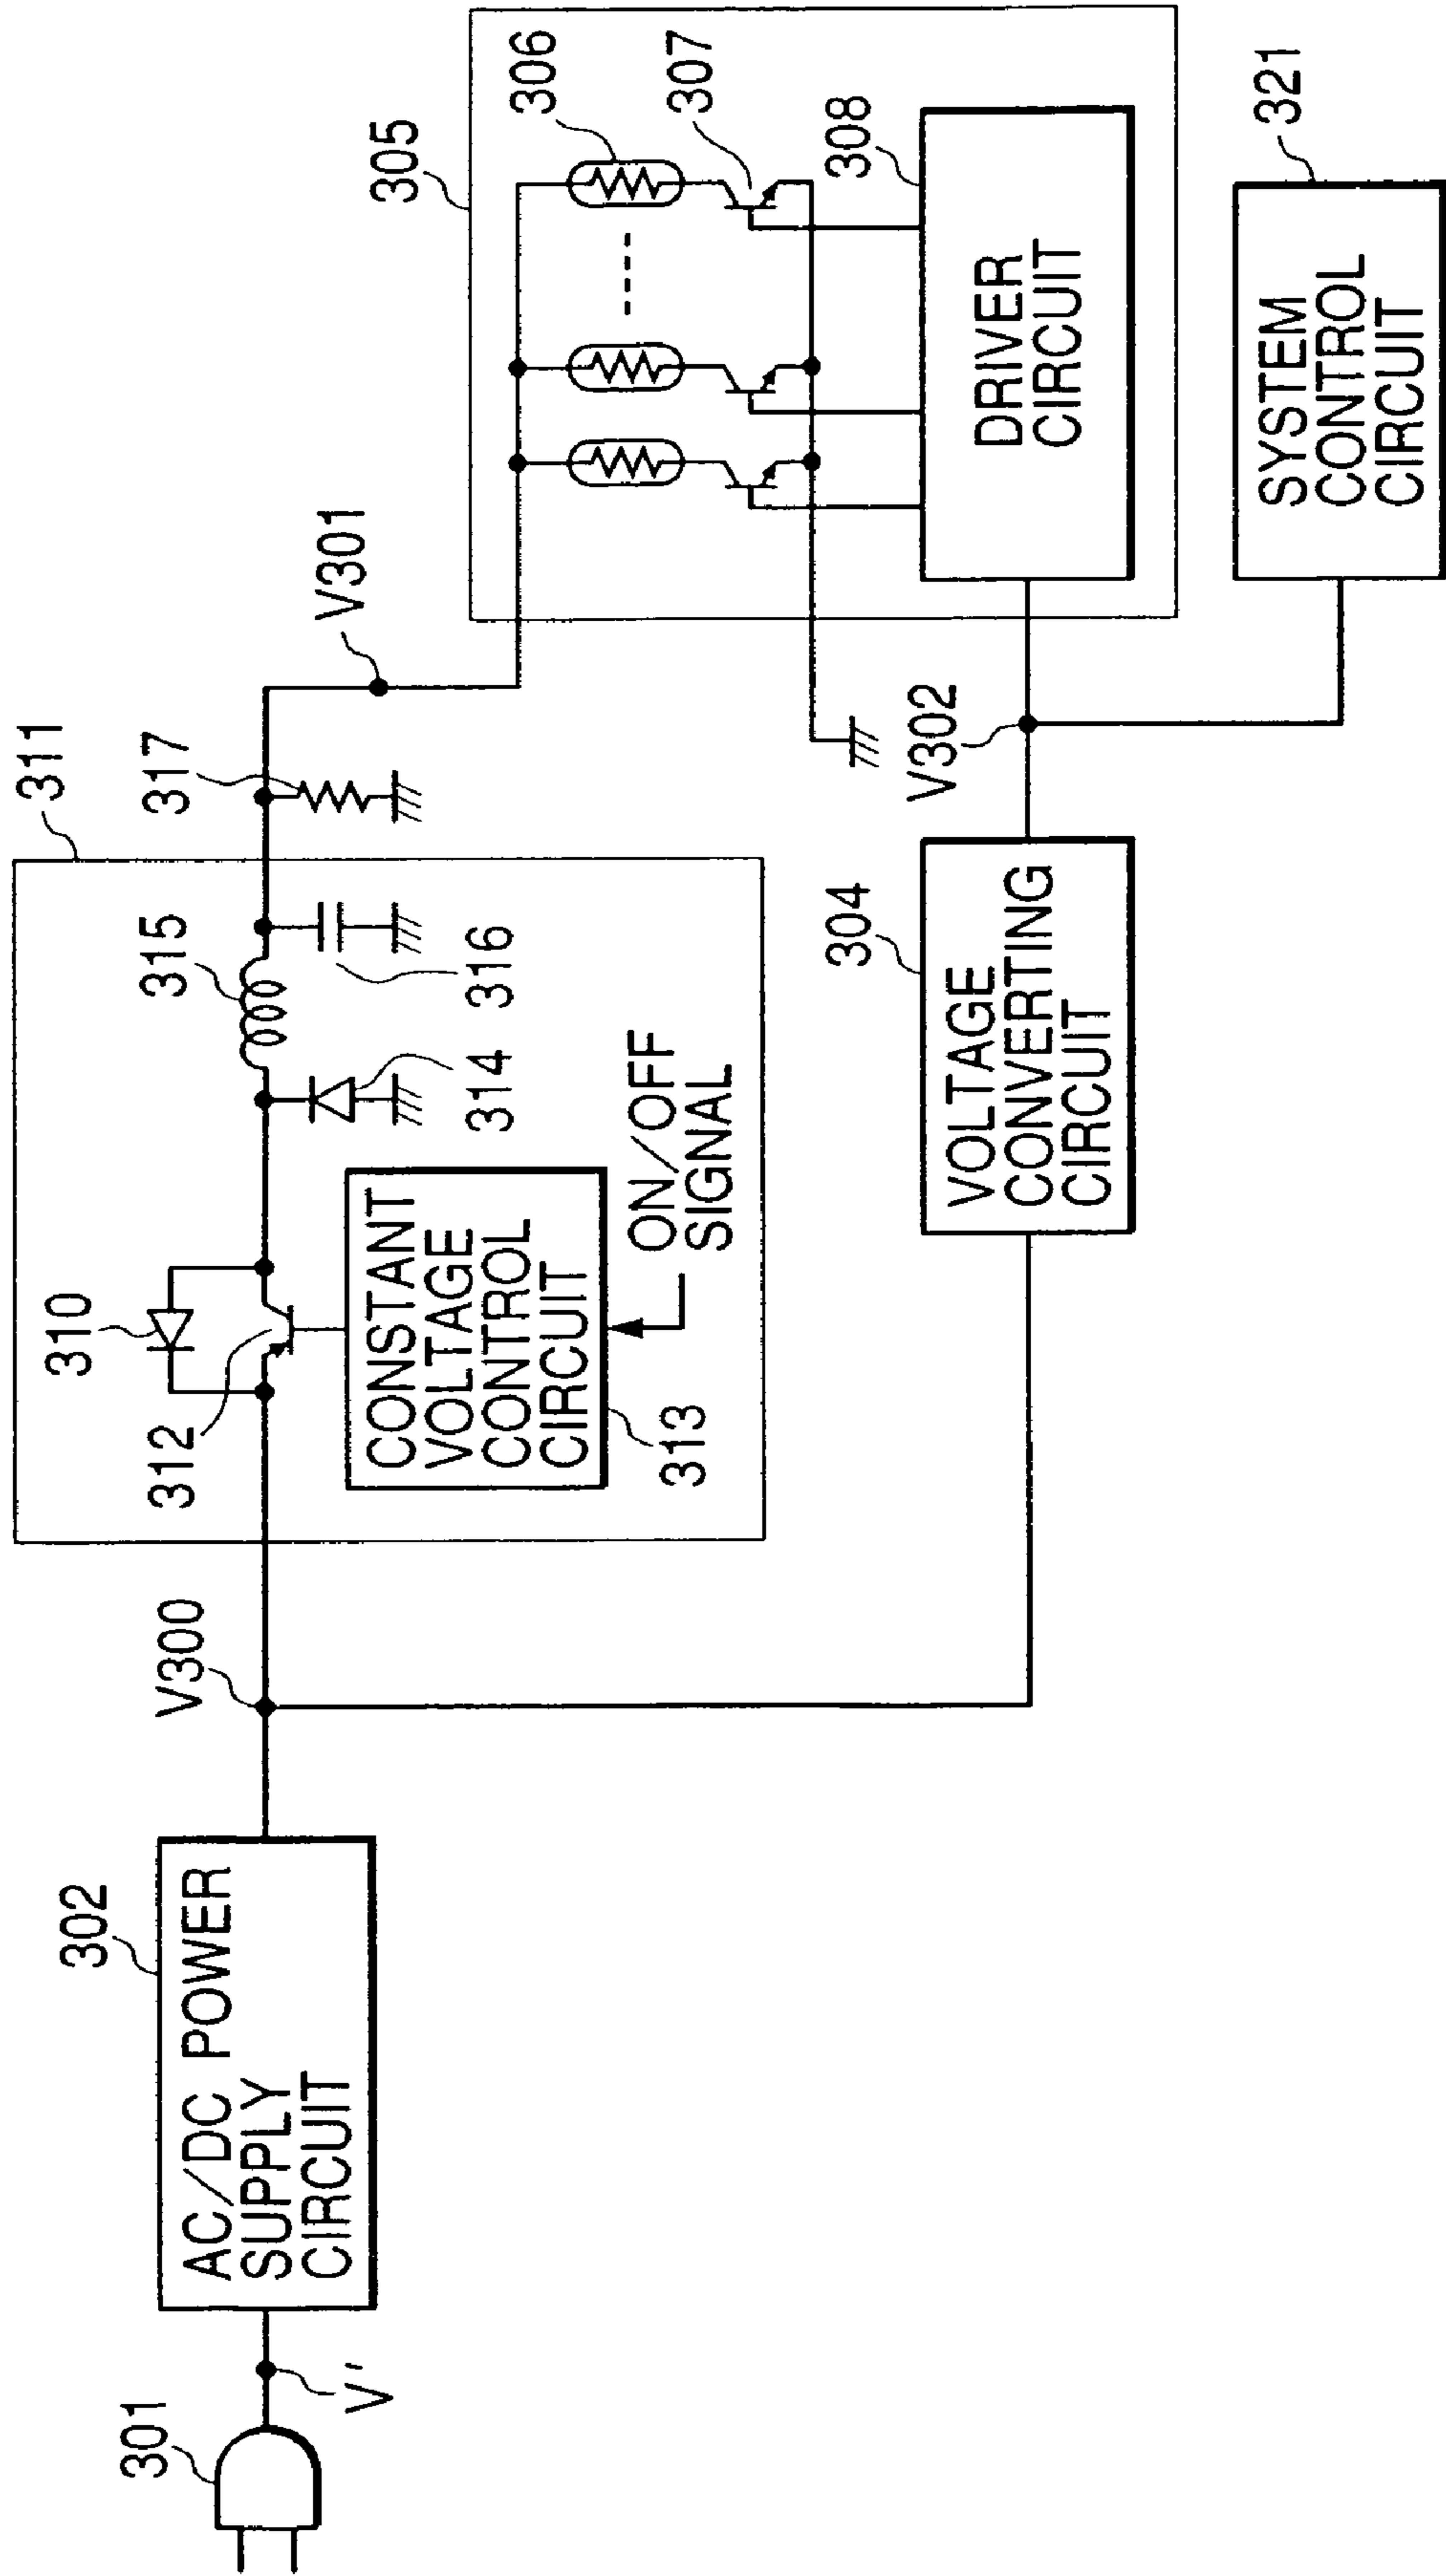 301
V'
302
AC/DC POWER
SUPPLY
CIRCUIT
V300
311
310
312
CONSTANT
VOLTAGE
CONTROL
CIRCUIT
313
ON/OFF
SIGNAL
314
315
316
317
V301
304
VOLTAGE
CONVERTING
CIRCUIT
V302
305
306
307
308
DRIVER
CIRCUIT
321
SYSTEM
CONTROL
CIRCUIT